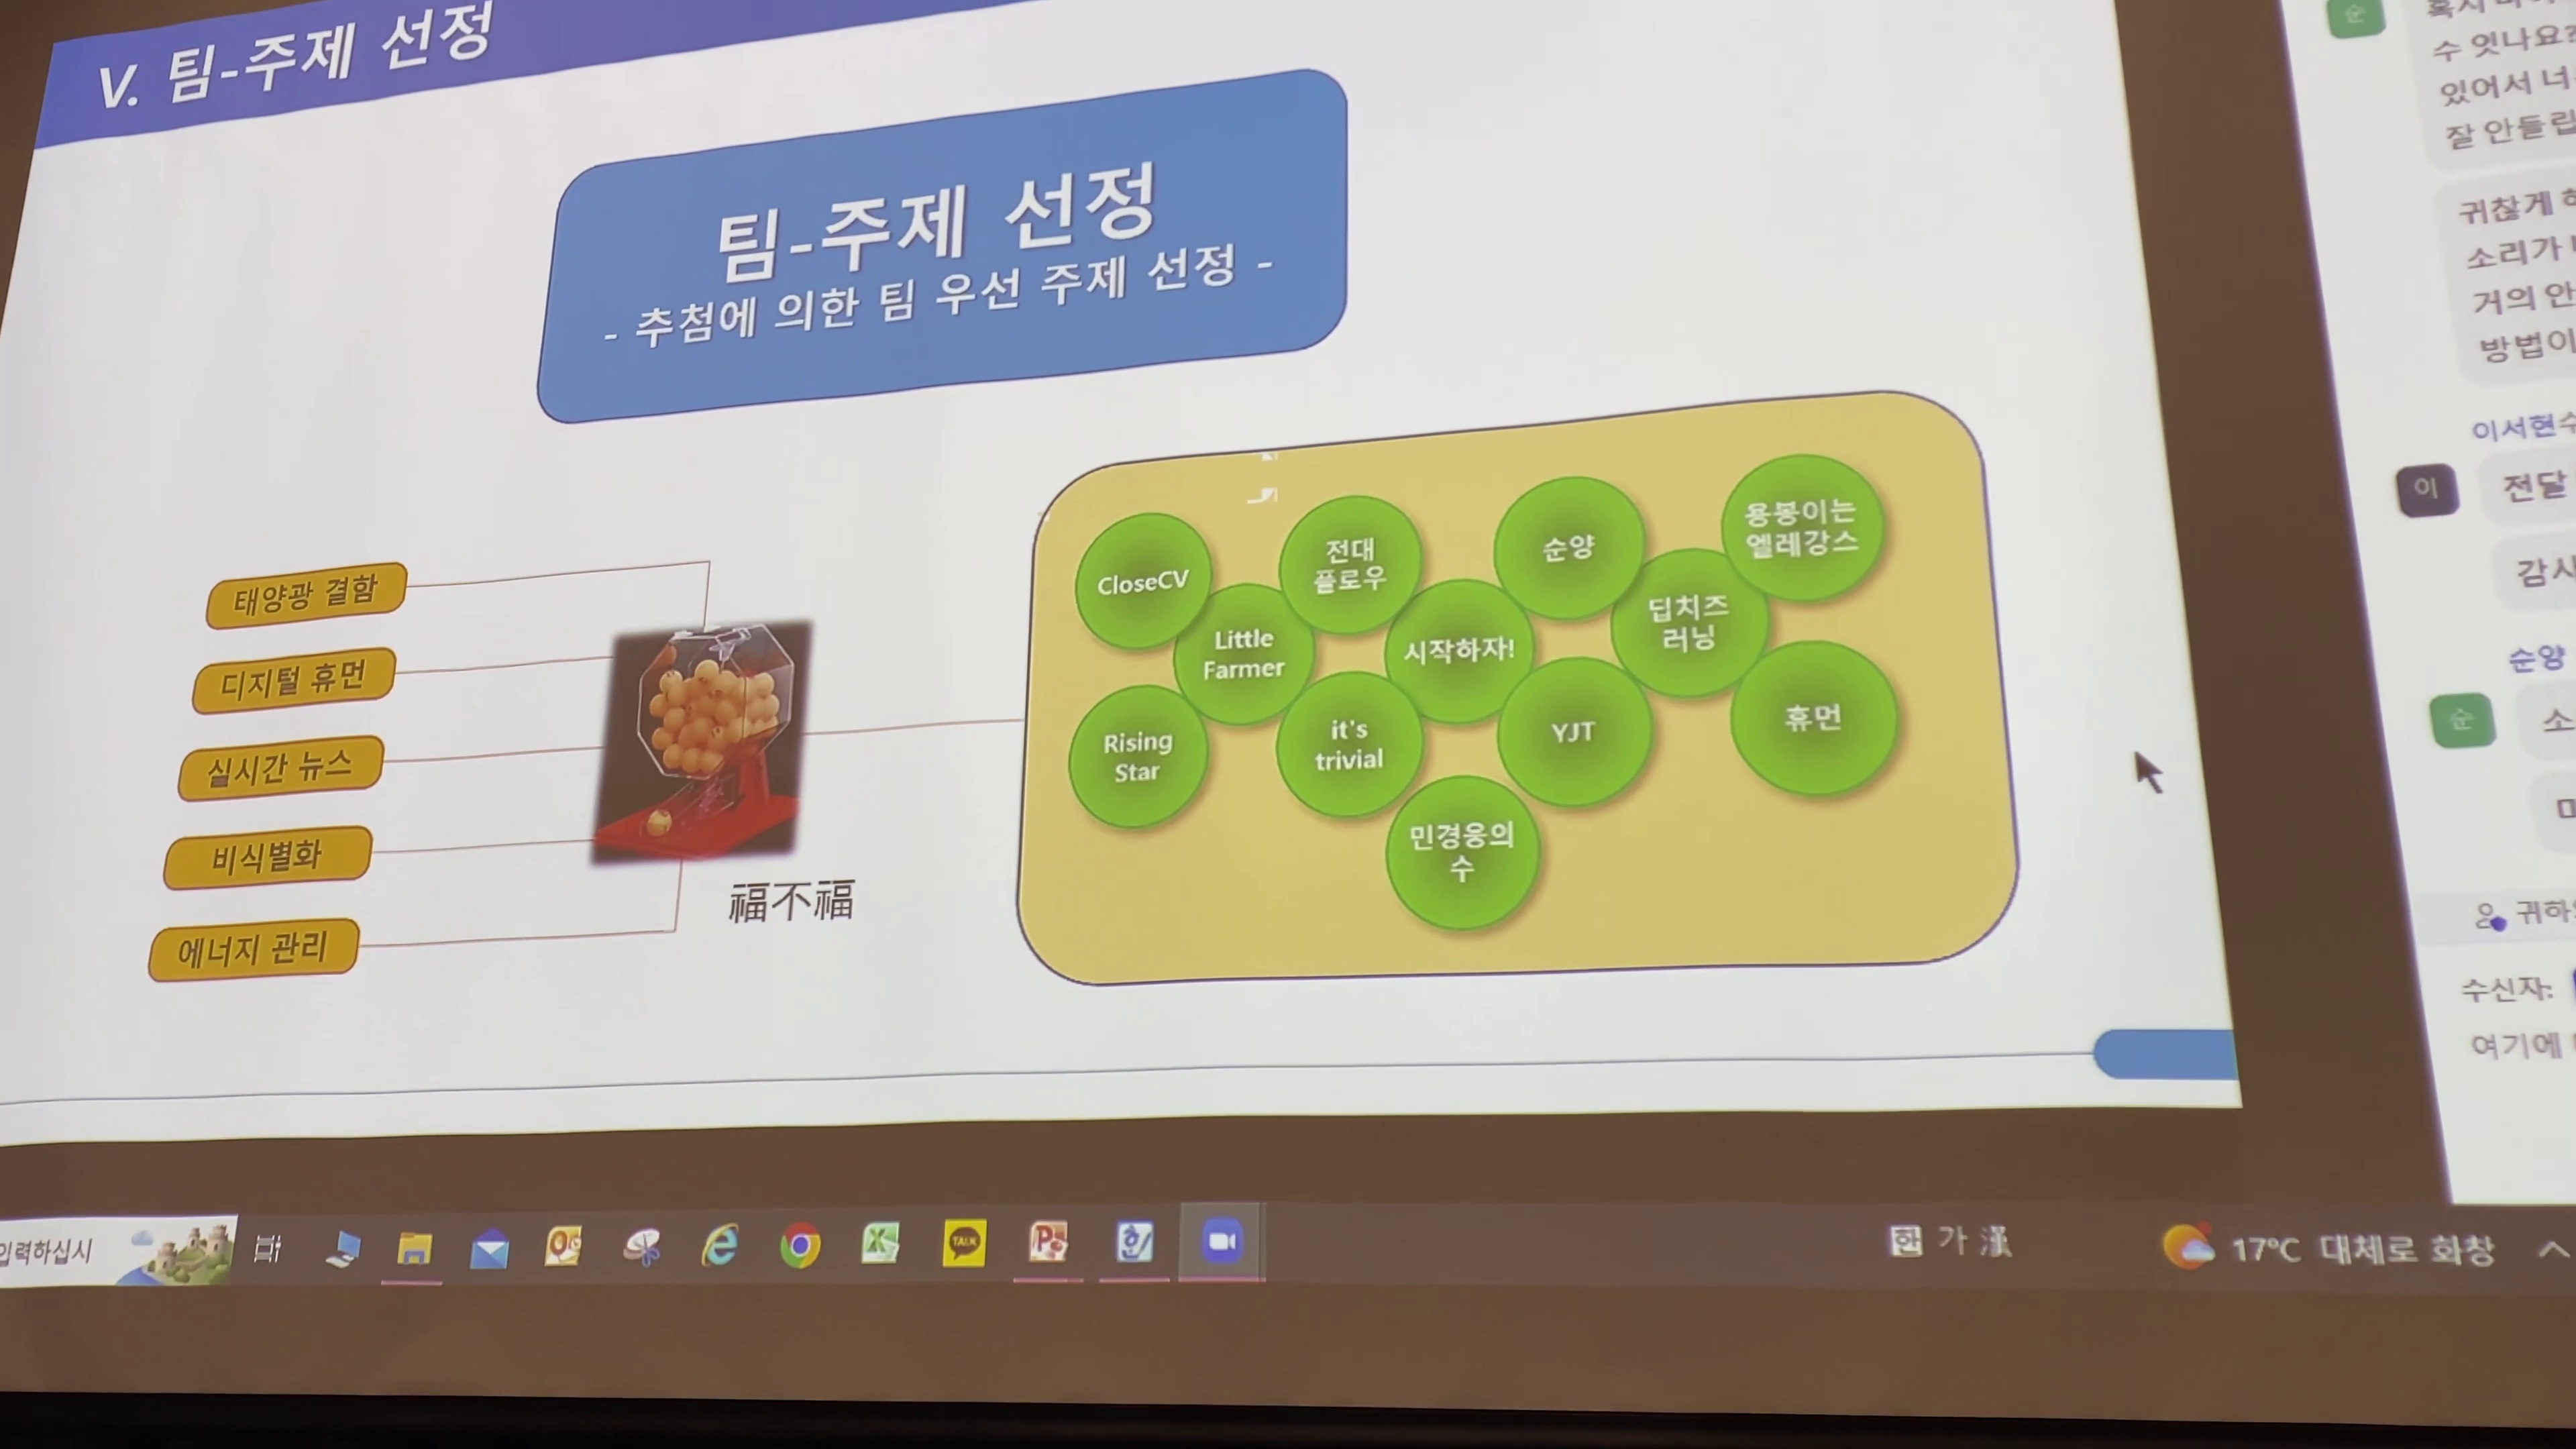 V. 팀-주제 선정
팀-주제 선정
- 추첨에 의한 팀 우선 주제 선정 -
태양광 결함
디지털 휴먼
실시간 뉴스
비식별화
에너지 관리
福不福
CloseCV
전대
플로우
순양
용봉이는
엘레강스
Little
Farmer
시작하자!
딥치즈
러닝
Rising
Star
it's
trivial
YJT
휴먼
민경웅의
수
순
수 잇나요?
있어서 너
잘 안들립
귀찮게
소리가
거의 안
방법이
이서현수
이
전달
감사
순양
순
소
귀하
수신자:
여기에
입력하십시
TALK
한 가 漢
17°C 대체로 화창